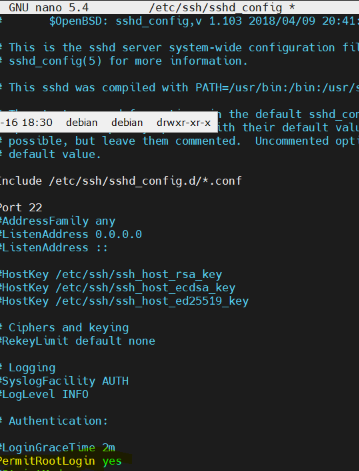 GNU nano 5.4 /etc/ssh/sshd_config *
# $OpenBSD: sshd_config,v 1.103 2018/04/09 20:41:
# This is the sshd server system-wide configuration fil
# sshd_config(5) for more information.
# This sshd was compiled with PATH=/usr/bin:/bin:/usr/s
in the default sshd_con
-16 18:30 debian debian drwxr-xr-x
with their default valu
# possible, but leave them commented. Uncommented opti
# default value.
Include /etc/ssh/sshd_config.d/*.conf
Port 22
#AddressFamily any
#ListenAddress 0.0.0.0
#ListenAddress ::
#HostKey /etc/ssh/ssh_host_rsa_key
#HostKey /etc/ssh/ssh_host_ecdsa_key
#HostKey /etc/ssh/ssh_host_ed25519_key
# Ciphers and keying
#RekeyLimit default none
# Logging
#SyslogFacility AUTH
#LogLevel INFO
# Authentication:
#LoginGraceTime 2m
PermitRootLogin yes